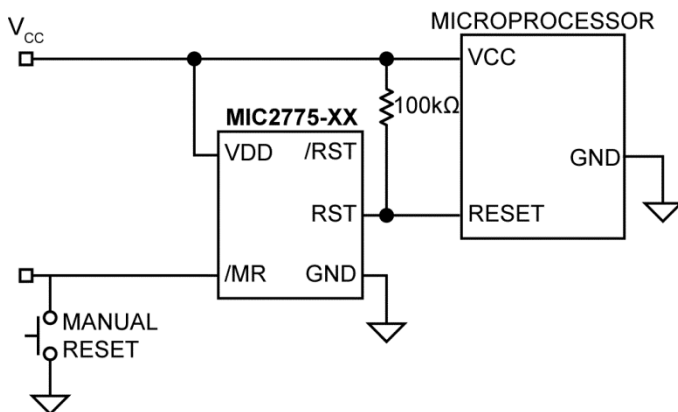 MICROPROCESSOR
VCC
VCC
100kΩ
MIC2775-XX
VDD
/RST
GND
RST
RESET
/MR
GND
MANUAL
RESET